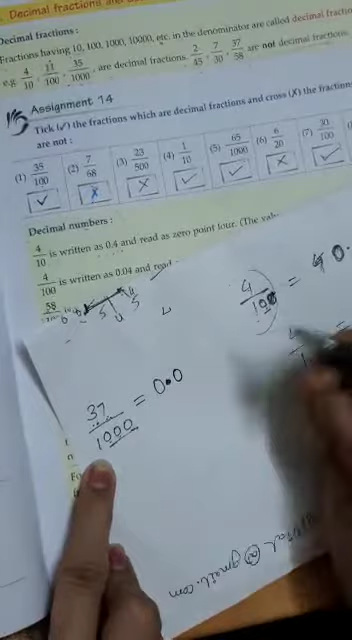 Decimal fractions
Decimal fractions :
Fractions having 10, 100, 1000, 10000, etc. in the denominator are called decimal fractio
e.g. 4/10, 11/100, 35/1000, are decimal fractions. 2/45, 7/30, 37/58 are not decimal fractions.
Assignment 14
Tick (✓) the fractions which are decimal fractions and cross (X) the fraction
are not :
(1) 35/100 (2) 7/68 (3) 23/500 (4) 1/10 (5) 65/1000 (6) 6/20 (7) 30/100
✓ X X ✓ ✓ X ✓
Decimal numbers :
4/10 is written as 0.4 and read as zero point four. (The valu
4/100 is written as 0.04 and read
58
4/100 = 0.
37/1000 = 0.0
@gmail.com